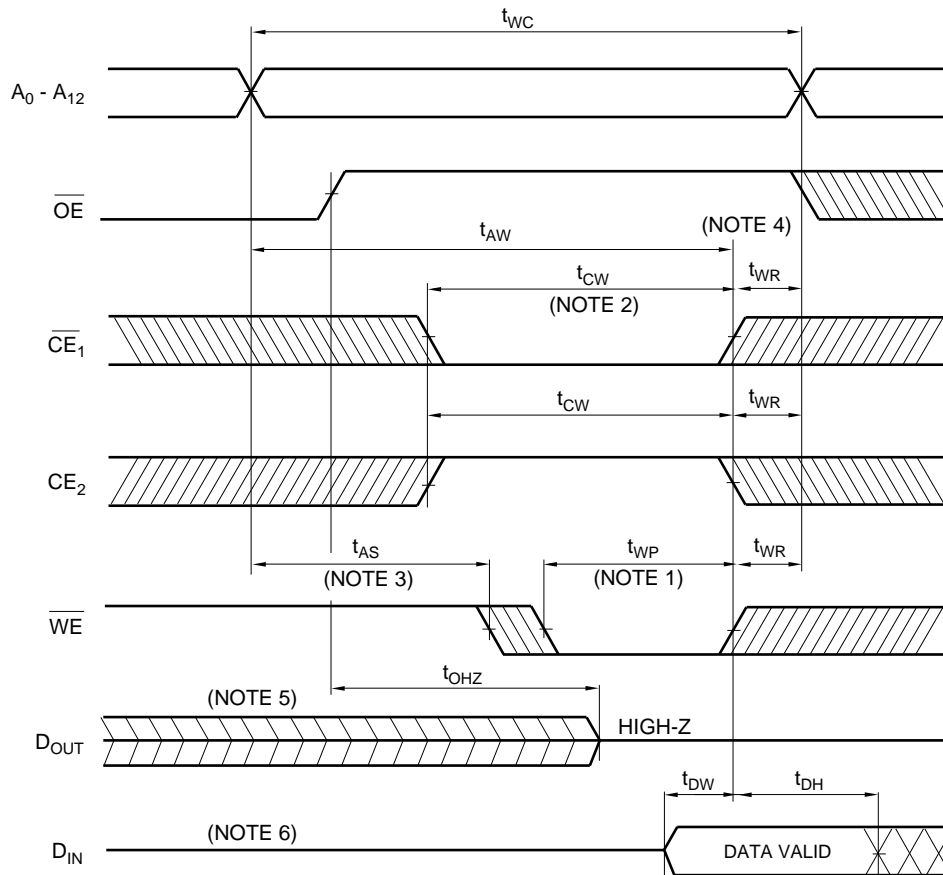 tWC
A0 - A12
OE
(NOTE 4)
tAW
tCW
tWR
(NOTE 2)
CE1
tCW
tWR
CE2
tAS
tWP
tWR
(NOTE 3)
(NOTE 1)
WE
tOHZ
(NOTE 5)
HIGH-Z
DOUT
tDW
tDH
(NOTE 6)
DIN
DATA VALID